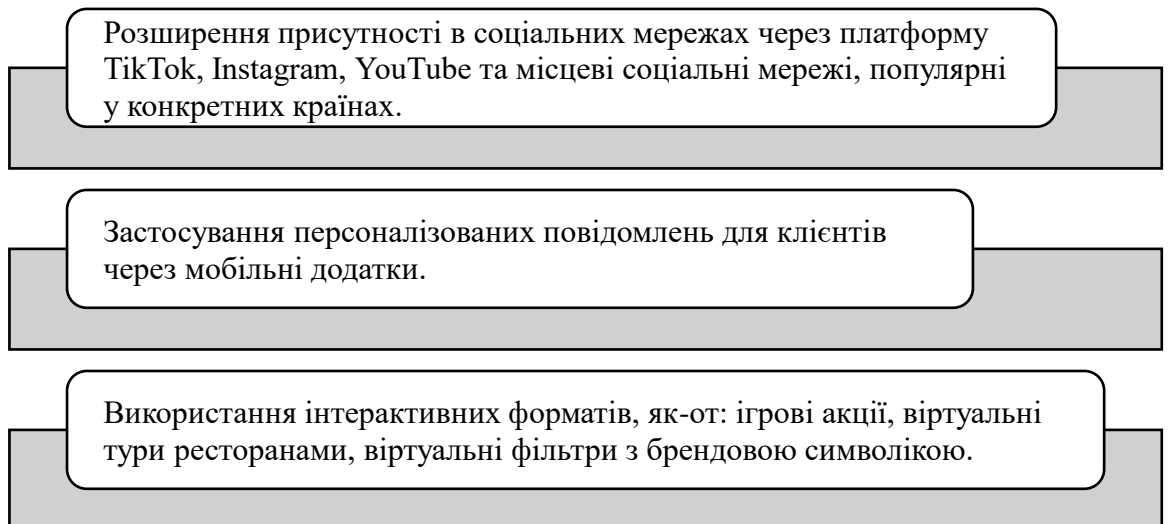 Розширення присутності в соціальних мережах через платформу
TikTok, Instagram, YouTube та місцеві соціальні мережі, популярні
у конкретних країнах.
Застосування персоналізованих повідомлень для клієнтів
через мобільні додатки.
Використання інтерактивних форматів, як-от: ігрові акції, віртуальні
тури ресторанами, віртуальні фільтри з брендовою символікою.